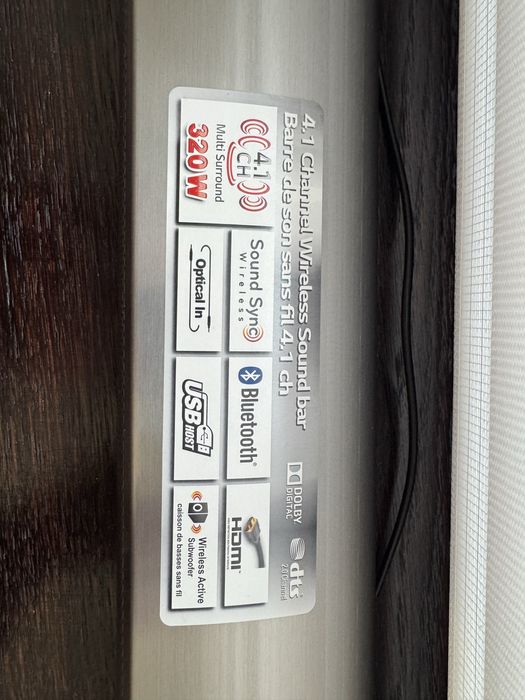 4.1 Channel Wireless Sound bar
Barre de son sans fil 4.1 ch
DOLBY
DIGITAL
dts
2.0 Channel
4.1
CH
Multi Surround
320W
Sound Sync
Wireless
Bluetooth®
HDMI™
Optical In
USB
HOST
Wireless Active
Subwoofer
caisson de basses sans fil